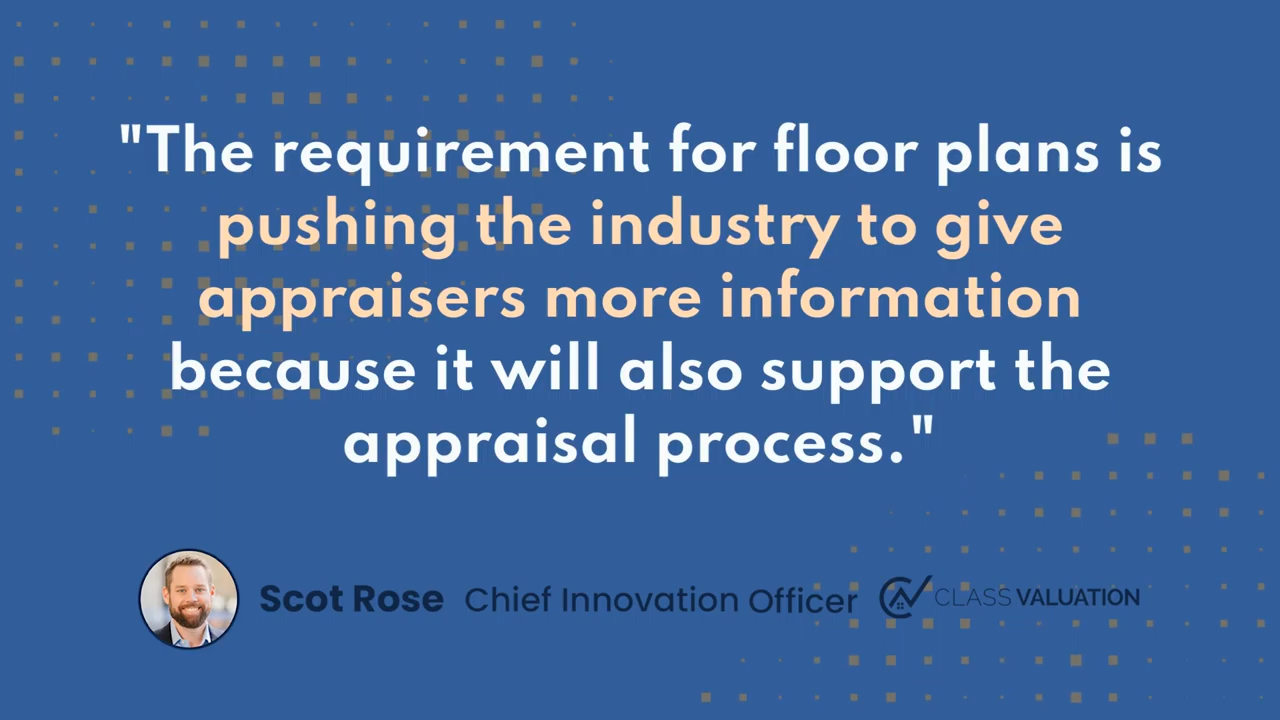 "The requirement for floor plans is
pushing the industry to give
appraisers more information
because it will also support the
appraisal process."
Scot Rose Chief Innovation Officer CLASS VALUATION